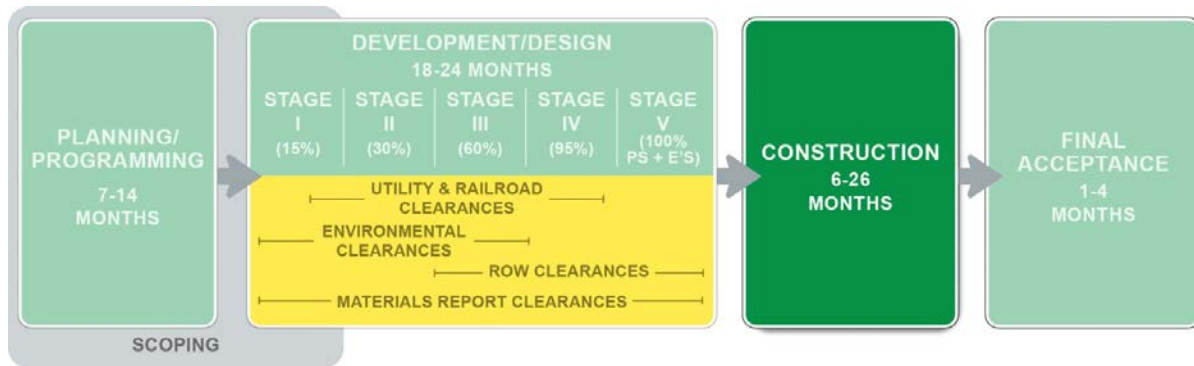 PLANNING/
PROGRAMMING
7-14
MONTHS
SCOPING
DEVELOPMENT/DESIGN
18-24 MONTHS
STAGE
I
(15%)
STAGE
II
(30%)
STAGE
III
(60%)
STAGE
IV
(95%)
STAGE
V
(100%
PS + E'S)
UTILITY & RAILROAD
CLEARANCES
ENVIRONMENTAL
CLEARANCES
ROW CLEARANCES
MATERIALS REPORT CLEARANCES
CONSTRUCTION
6-26
MONTHS
FINAL
ACCEPTANCE
1-4
MONTHS